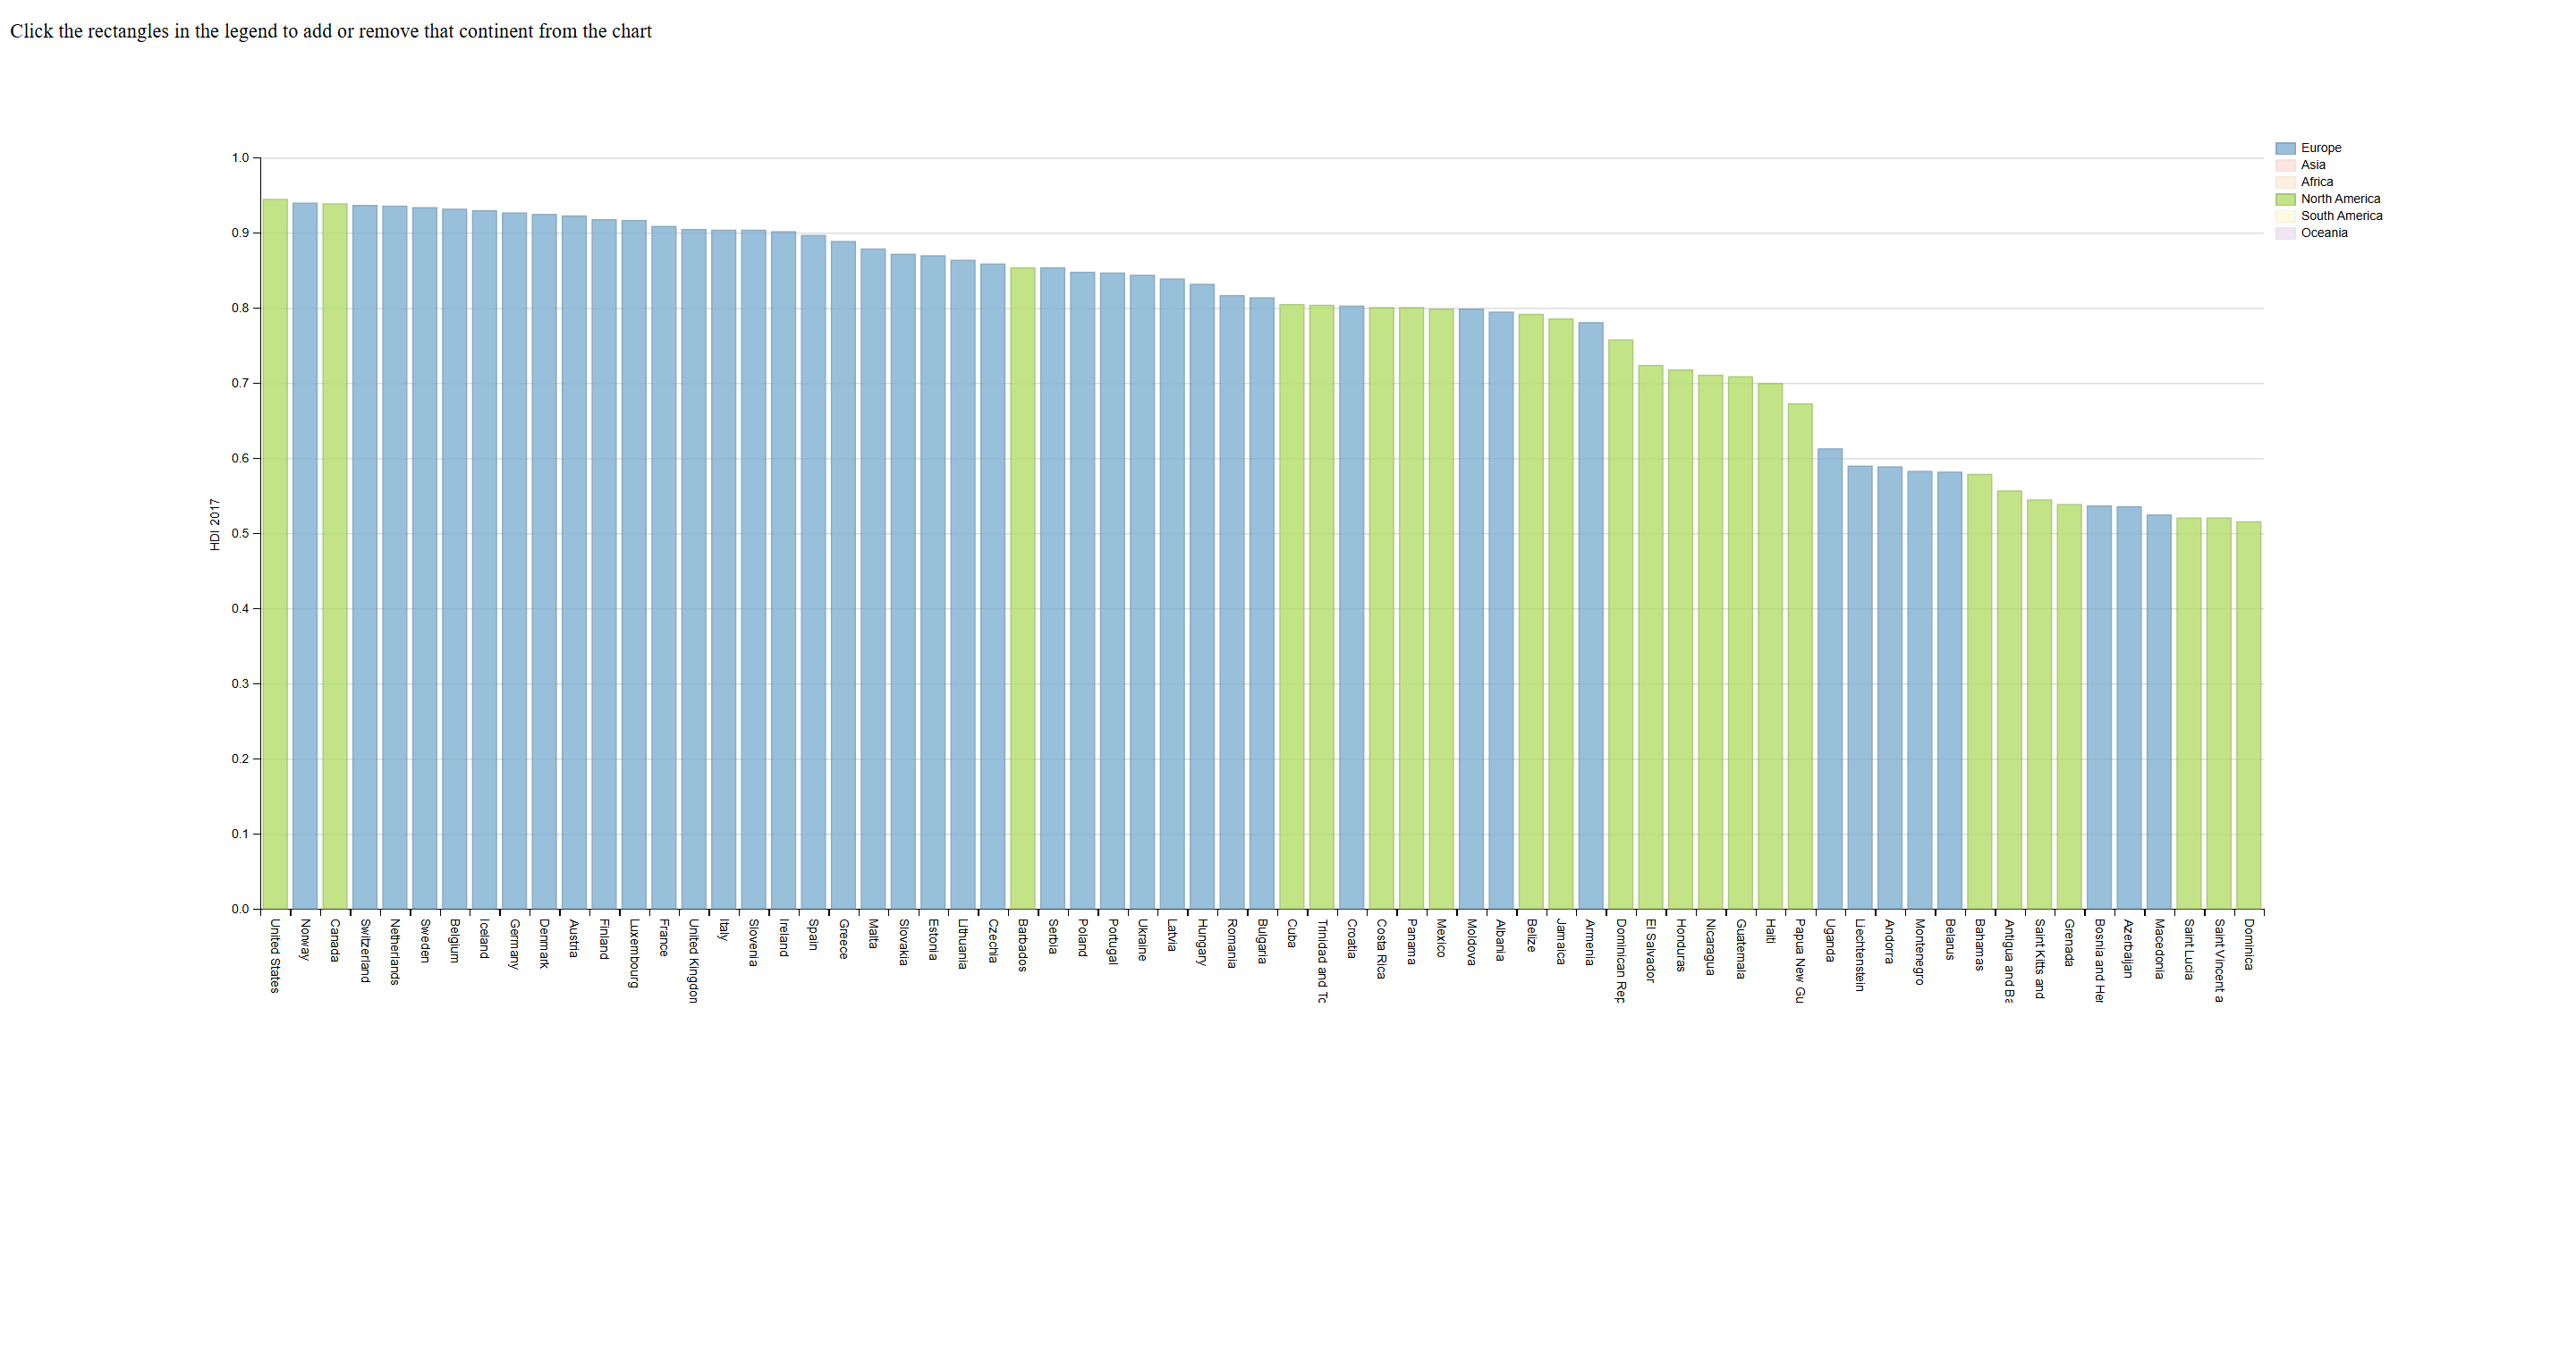 Click the rectangles in the legend to add or remove that continent from the chart
Europe
Asia
Africa
North America
South America
Oceania
1.0
0.9
0.8
0.7
0.6
0.5
0.4
0.3
0.2
0.1
0.0
HDI 2017
United States
Norway
Canada
Switzerland
Netherlands
Sweden
Belgium
Iceland
Germany
Denmark
Austria
Finland
Luxembourg
France
United Kingdon
Italy
Slovenia
Ireland
Spain
Greece
Malta
Slovakia
Estonia
Lithuania
Czechia
Barbados
Serbia
Poland
Portugal
Ukraine
Latvia
Hungary
Romania
Bulgaria
Cuba
Trinidad and To
Croatia
Costa Rica
Panama
Mexico
Moldova
Albania
Belize
Jamaica
Armenia
Dominican Rep
El Salvador
Honduras
Nicaragua
Guatemala
Haiti
Papua New Gu
Uganda
Liechtenstein
Andorra
Montenegro
Belarus
Bahamas
Antigua and Ba
Saint Kitts and
Grenada
Bosnia and Her
Azerbaijan
Macedonia
Saint Lucia
Saint Vincent a
Dominica